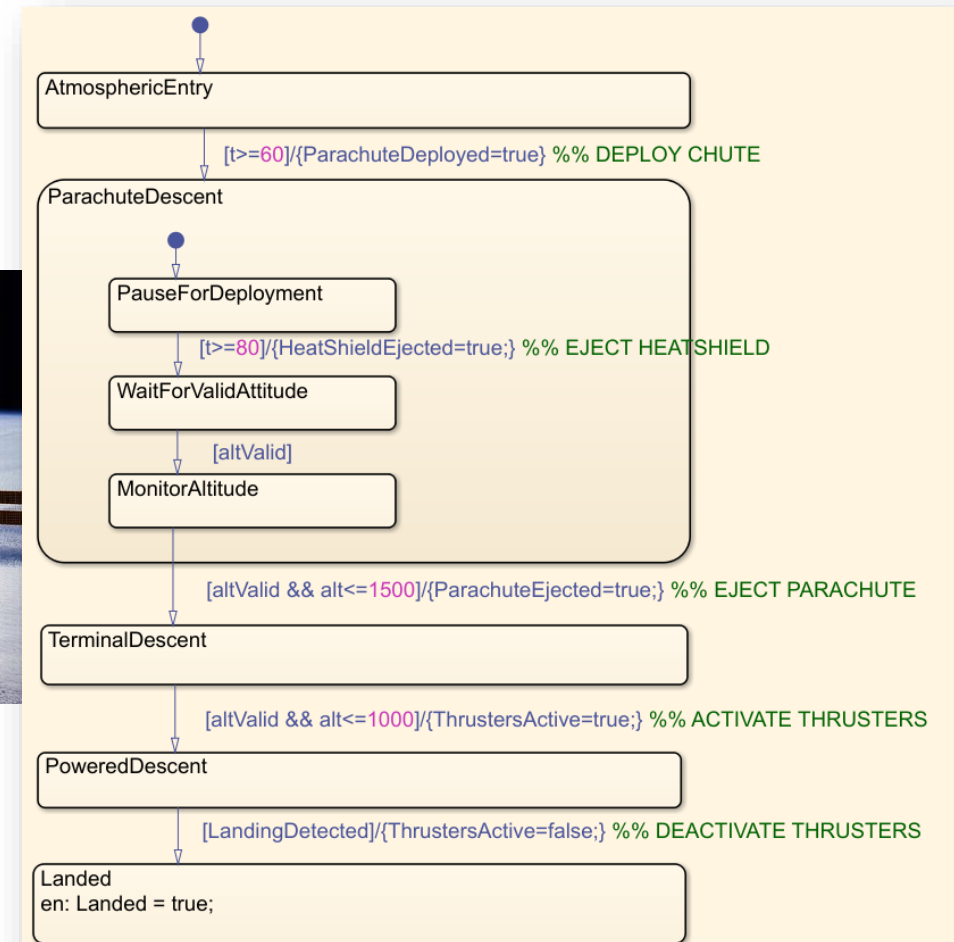 AtmosphericEntry
[t>=60]/{ParachuteDeployed=true} %% DEPLOY CHUTE
ParachuteDescent
PauseForDeployment
[t>=80]/{HeatShieldEjected=true;} %% EJECT HEATSHIELD
WaitForValidAttitude
[altValid]
MonitorAltitude
[altValid && alt<=1500]/{ParachuteEjected=true;} %% EJECT PARACHUTE
TerminalDescent
[altValid && alt<=1000]/{ThrustersActive=true;} %% ACTIVATE THRUSTERS
PoweredDescent
[LandingDetected]/{ThrustersActive=false;} %% DEACTIVATE THRUSTERS
Landed
en: Landed = true;